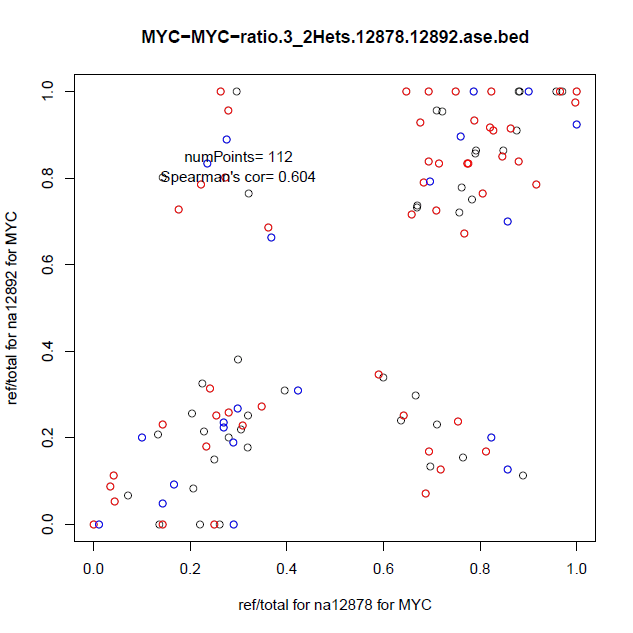 MYC−MYC−ratio.3_2Hets.12878.12892.ase.bed
numPoints= 112
Spearman's cor= 0.604
ref/total for na12892 for MYC
1.0
0.8
0.6
0.4
0.2
0.0
0.0 0.2 0.4 0.6 0.8 1.0
ref/total for na12878 for MYC